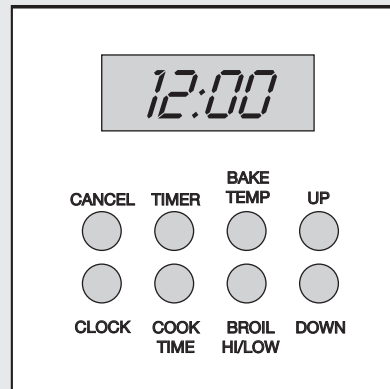 12:00
BAKE
CANCEL TIMER TEMP UP
CLOCK COOK BROIL DOWN
TIME HI/LOW